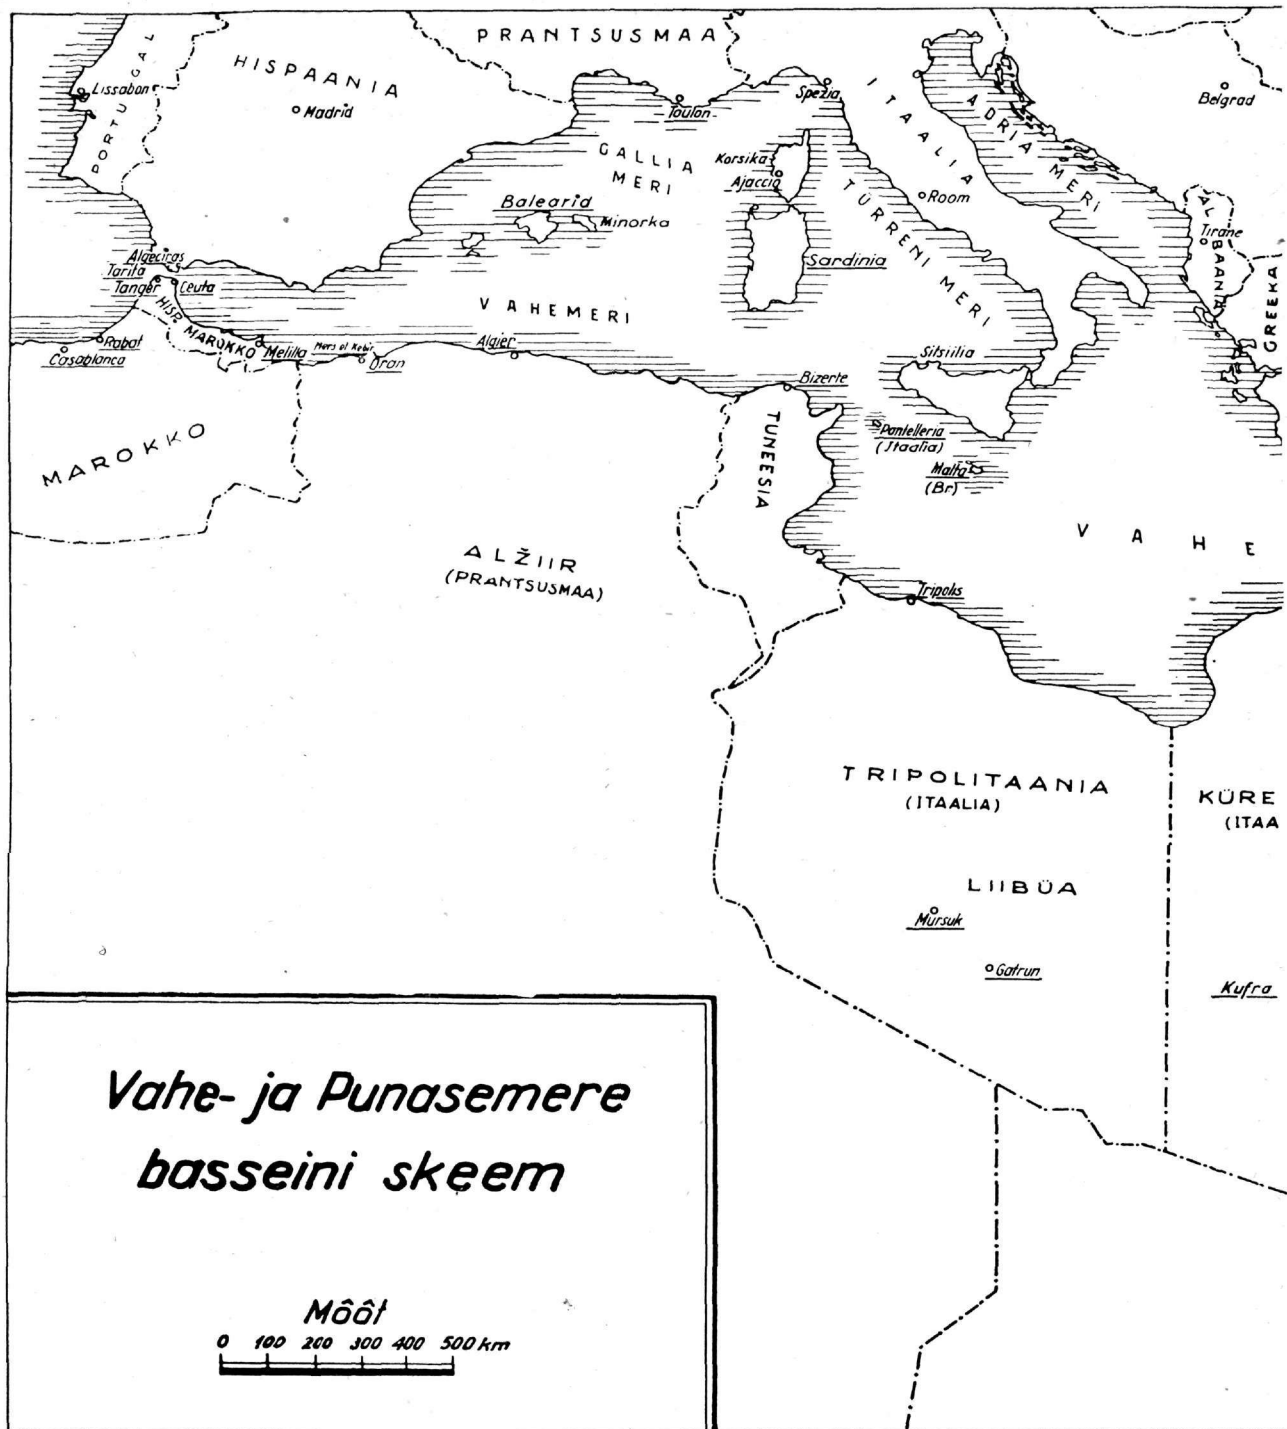 PRANTSUSMAA
HISPAANIA
PORTUGAL
Lissabon
Madrid
Toulon
Spezia
ITAALIA
ADRIA MERI
Belgrad
GALLIA
MERI
Korsika
Ajaccio
TÜRRENI MERI
Room
Balearid
Minorka
Sardinia
ALBAANIA
Tirane
GREEKA
Algeciras
Tarifa
Tanger
Ceuta
HISP. MAROKKO
VAHEMERI
Rabat
Casablanca
Melilla
Mers el Kebir
Oran
Algier
Sitsiilia
Bizerte
MAROKKO
TUNEESIA
Pantelleria
(Itaalia)
Malta
(Br)
VAHE
ALŽIIR
(PRANTSUSMAA)
Tripolis
TRIPOLITAANIA
(ITAALIA)
KÜRE
(ITAA
LIIBÜA
Mursuk
Gatrun
Kufra
Vahe- ja Punasemere
basseini skeem
Mõõt
0 100 200 300 400 500 km